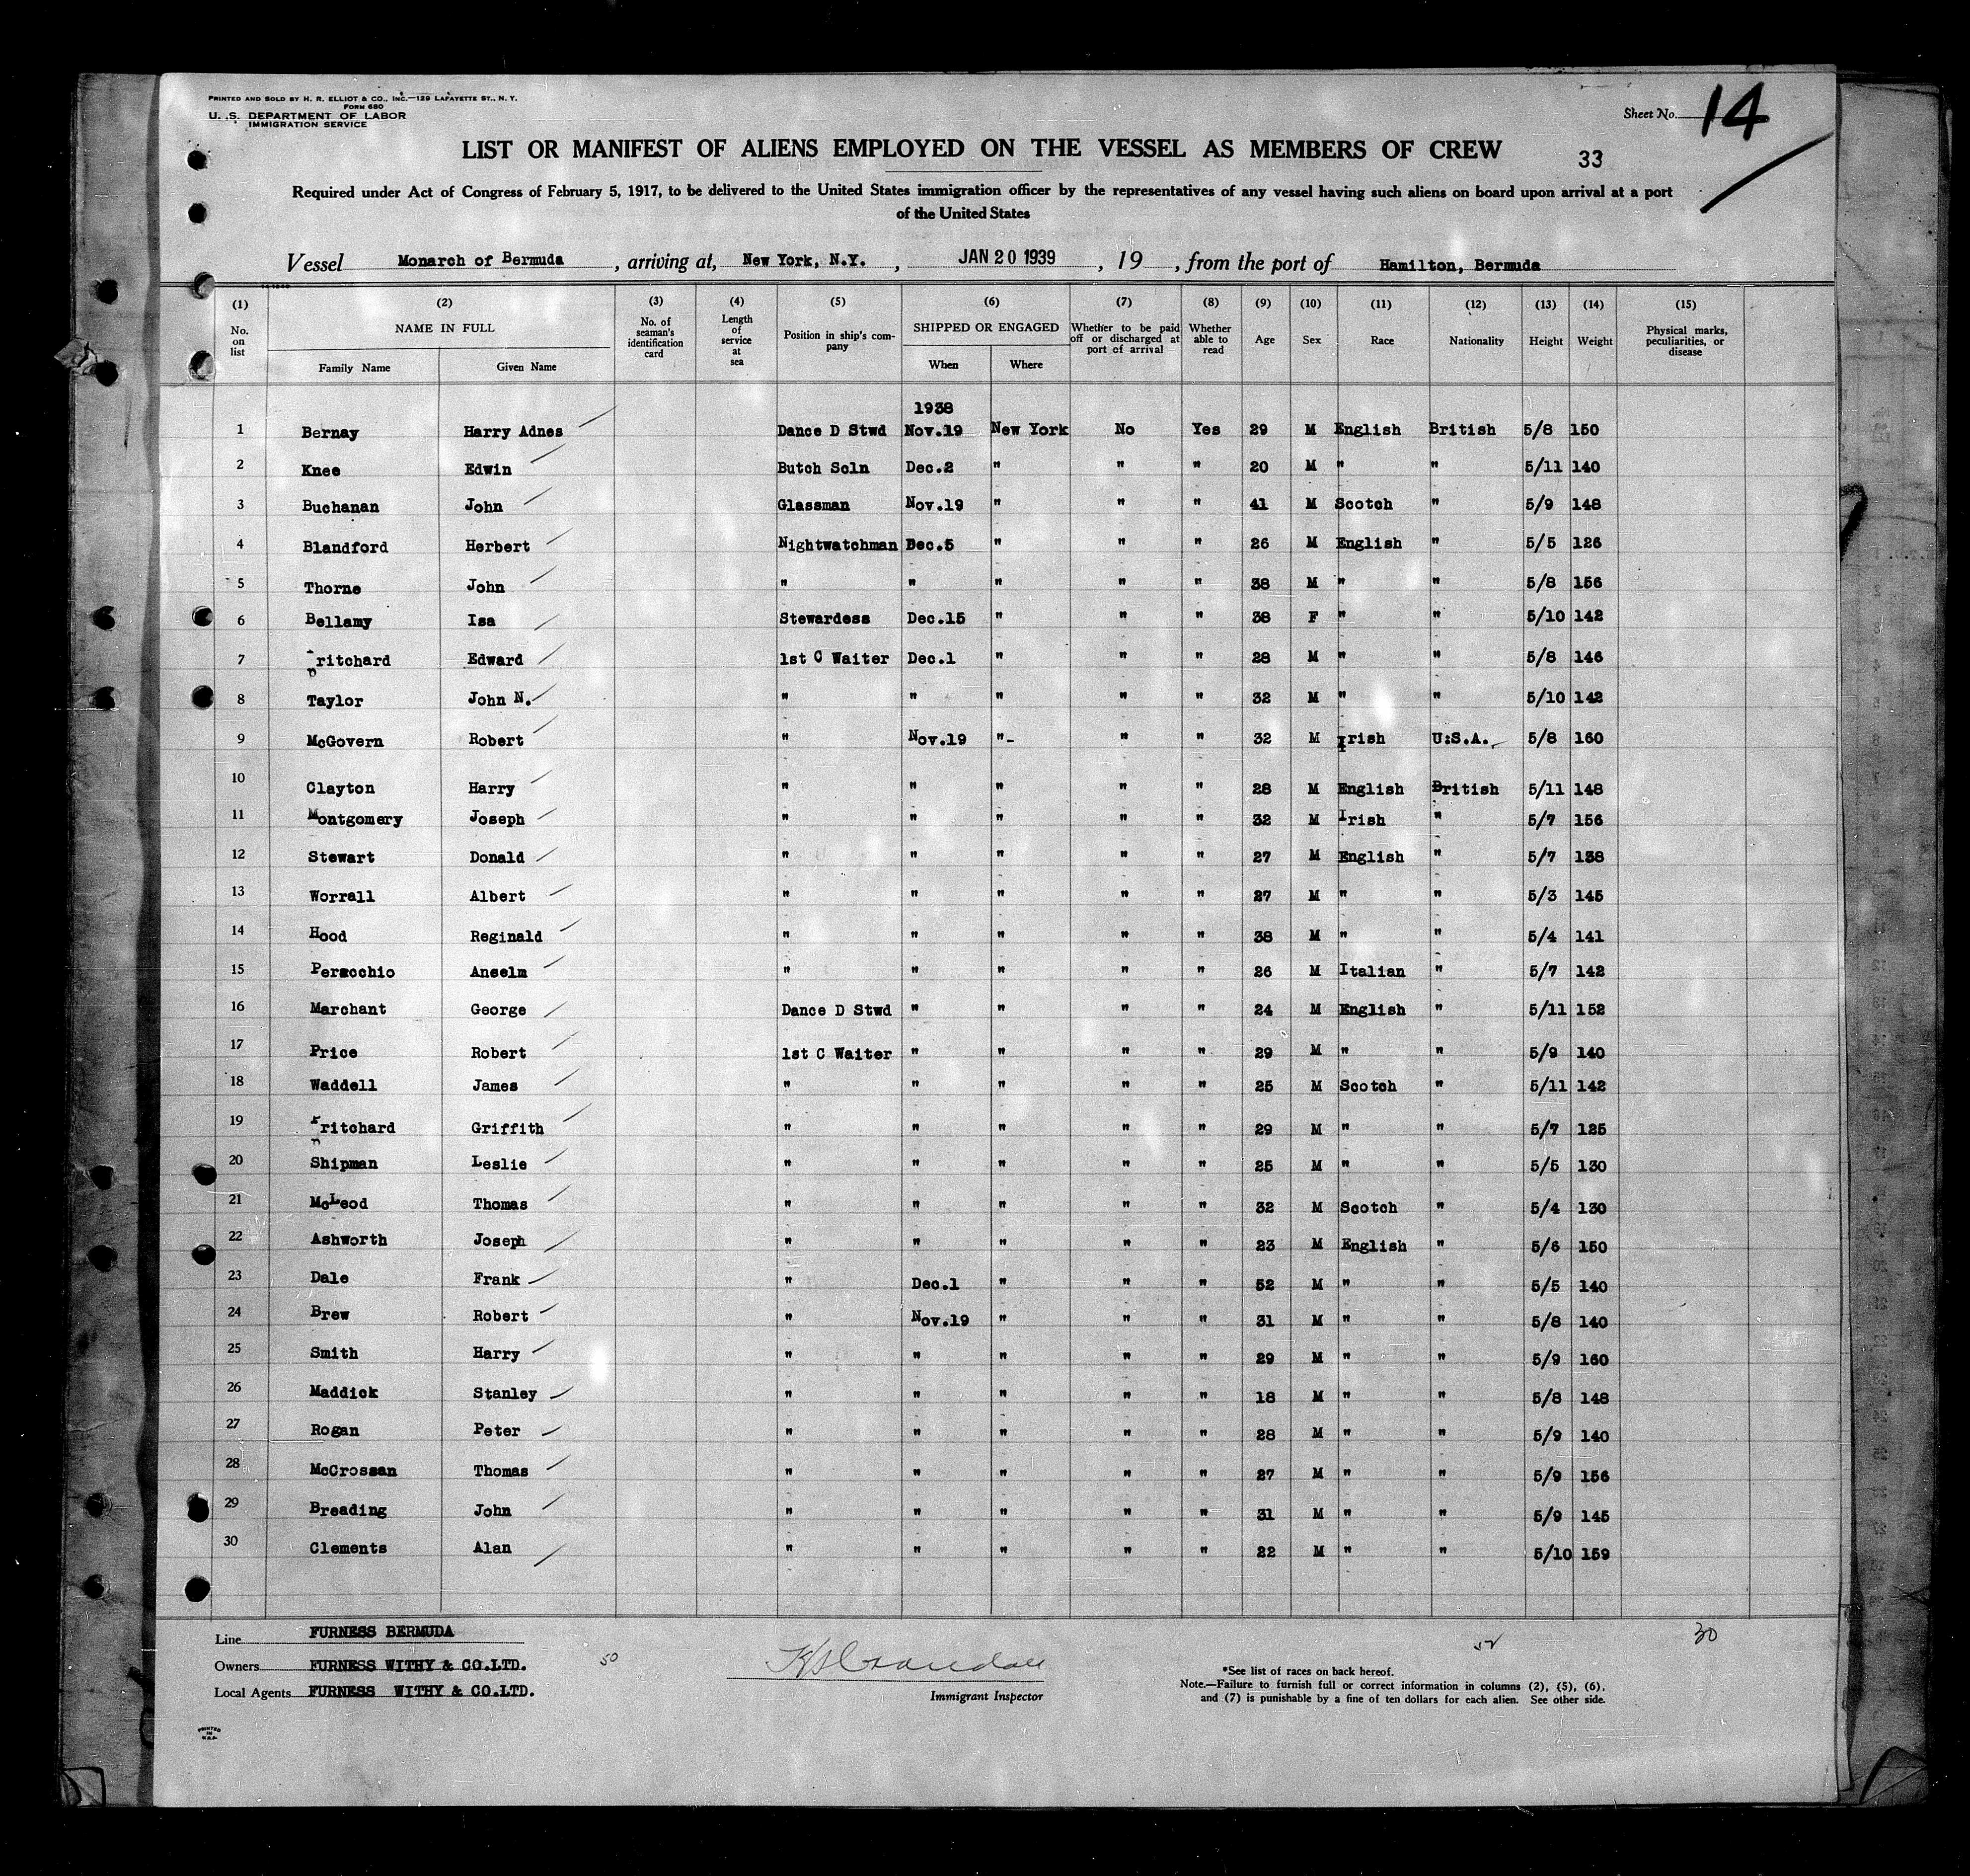 PRINTED AND SOLD BY H. R. ELLIOT & CO., INC.—129 LAFAYETTE ST., N. Y.
FORM 680
U. S. DEPARTMENT OF LABOR
IMMIGRATION SERVICE
Sheet No. 14
LIST OR MANIFEST OF ALIENS EMPLOYED ON THE VESSEL AS MEMBERS OF CREW 33
Required under Act of Congress of February 5, 1917, to be delivered to the United States immigration officer by the representatives of any vessel having such aliens on board upon arrival at a port
of the United States
Vessel Monarch of Bermuda, arriving at, New York, N.Y., JAN 20 1939, 19 , from the port of Hamilton, Bermuda
(1) (2) (3) (4) (5) (6) (7) (8) (9) (10) (11) (12) (13) (14) (15)
No. on list NAME IN FULL Family Name Given Name No. of seaman's identification card Length of service at sea Position in ship's company SHIPPED OR ENGAGED When Where Whether to be paid off or discharged at port of arrival Whether able to read Age Sex Race Nationality Height Weight Physical marks, peculiarities, or disease
1938
1 Bernay Harry Adnes Dance D Stwd Nov.19 New York No Yes 29 M English British 5/8 150
2 Knee Edwin Butch Scln Dec.2 " " " 20 M " " 5/11 140
3 Buchanan John Glassman Nov.19 " " " 41 M Scotch " 5/9 148
4 Blandford Herbert Nightwatchman Dec.5 " " " 26 M English " 5/5 126
5 Thorne John " " " " " 38 M " " 5/8 156
6 Bellamy Isa Stewardess Dec.15 " " " 38 F " " 5/10 142
7 Pritchard Edward 1st C Waiter Dec.1 " " " 28 M " " 5/8 146
8 Taylor John N. " " " " " 32 M " " 5/10 142
9 McGovern Robert " Nov.19 "- " " 32 M Irish U.S.A. 5/8 160
10 Clayton Harry " " " " " 28 M English British 5/11 148
11 Montgomery Joseph " " " " " 32 M Irish " 5/7 156
12 Stewart Donald " " " " " 27 M English " 5/7 138
13 Worrall Albert " " " " " 27 M " " 5/3 145
14 Hood Reginald " " " " " 38 M " " 5/4 141
15 Peracchio Anselm " " " " " 26 M Italian " 5/7 142
16 Marchant George Dance D Stwd " " " " 24 M English " 5/11 152
17 Price Robert 1st C Waiter " " " " 29 M " " 5/9 140
18 Waddell James " " " " " 25 M Scotch " 5/11 142
19 Pritchard Griffith " " " " " 29 M " " 5/7 125
20 Shipman Leslie " " " " " 25 M " " 5/5 130
21 McLeod Thomas " " " " " 32 M Scotch " 5/4 130
22 Ashworth Joseph " " " " " 23 M English " 5/6 150
23 Dale Frank " Dec.1 " " " 52 M " " 5/5 140
24 Brew Robert " Nov.19 " " " 31 M " " 5/8 140
25 Smith Harry " " " " " 29 M " " 5/9 160
26 Maddick Stanley " " " " " 18 M " " 5/8 148
27 Rogan Peter " " " " " 28 M " " 5/9 140
28 McCrossan Thomas " " " " " 27 M " " 5/9 156
29 Breading John " " " " " 31 M " " 5/9 145
30 Clements Alan " " " " " 22 M " " 5/10 159
Line FURNESS BERMUDA
Owners FURNESS WITHY & CO.LTD. 50
Local Agents FURNESS WITHY & CO.LTD.
Immigrant Inspector
52 30
*See list of races on back hereof.
Note.—Failure to furnish full or correct information in columns (2), (5), (6),
and (7) is punishable by a fine of ten dollars for each alien. See other side.
PRINTED
IN
U.S.A.